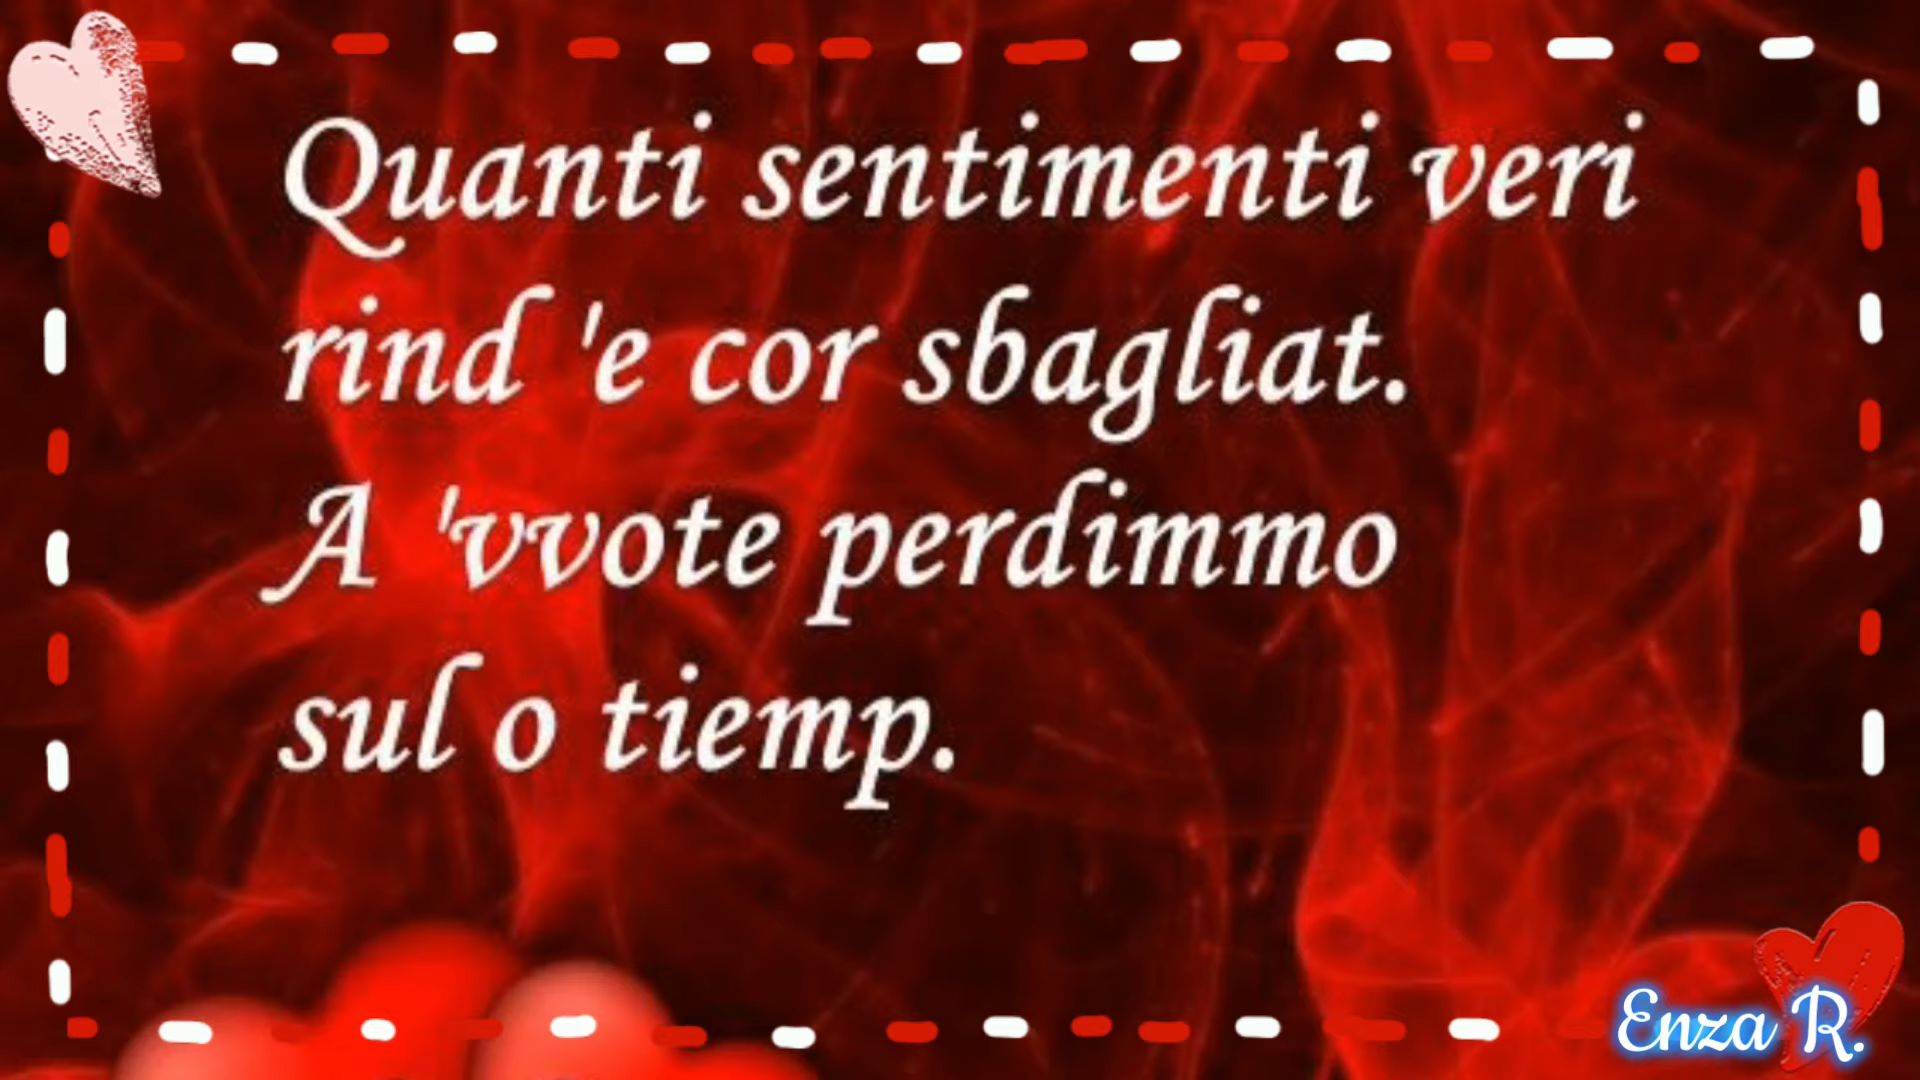 Quanti sentimenti veri
rind 'e cor sbagliat.
A 'vvote perdimmo
sul o tiemp.
Enza R.